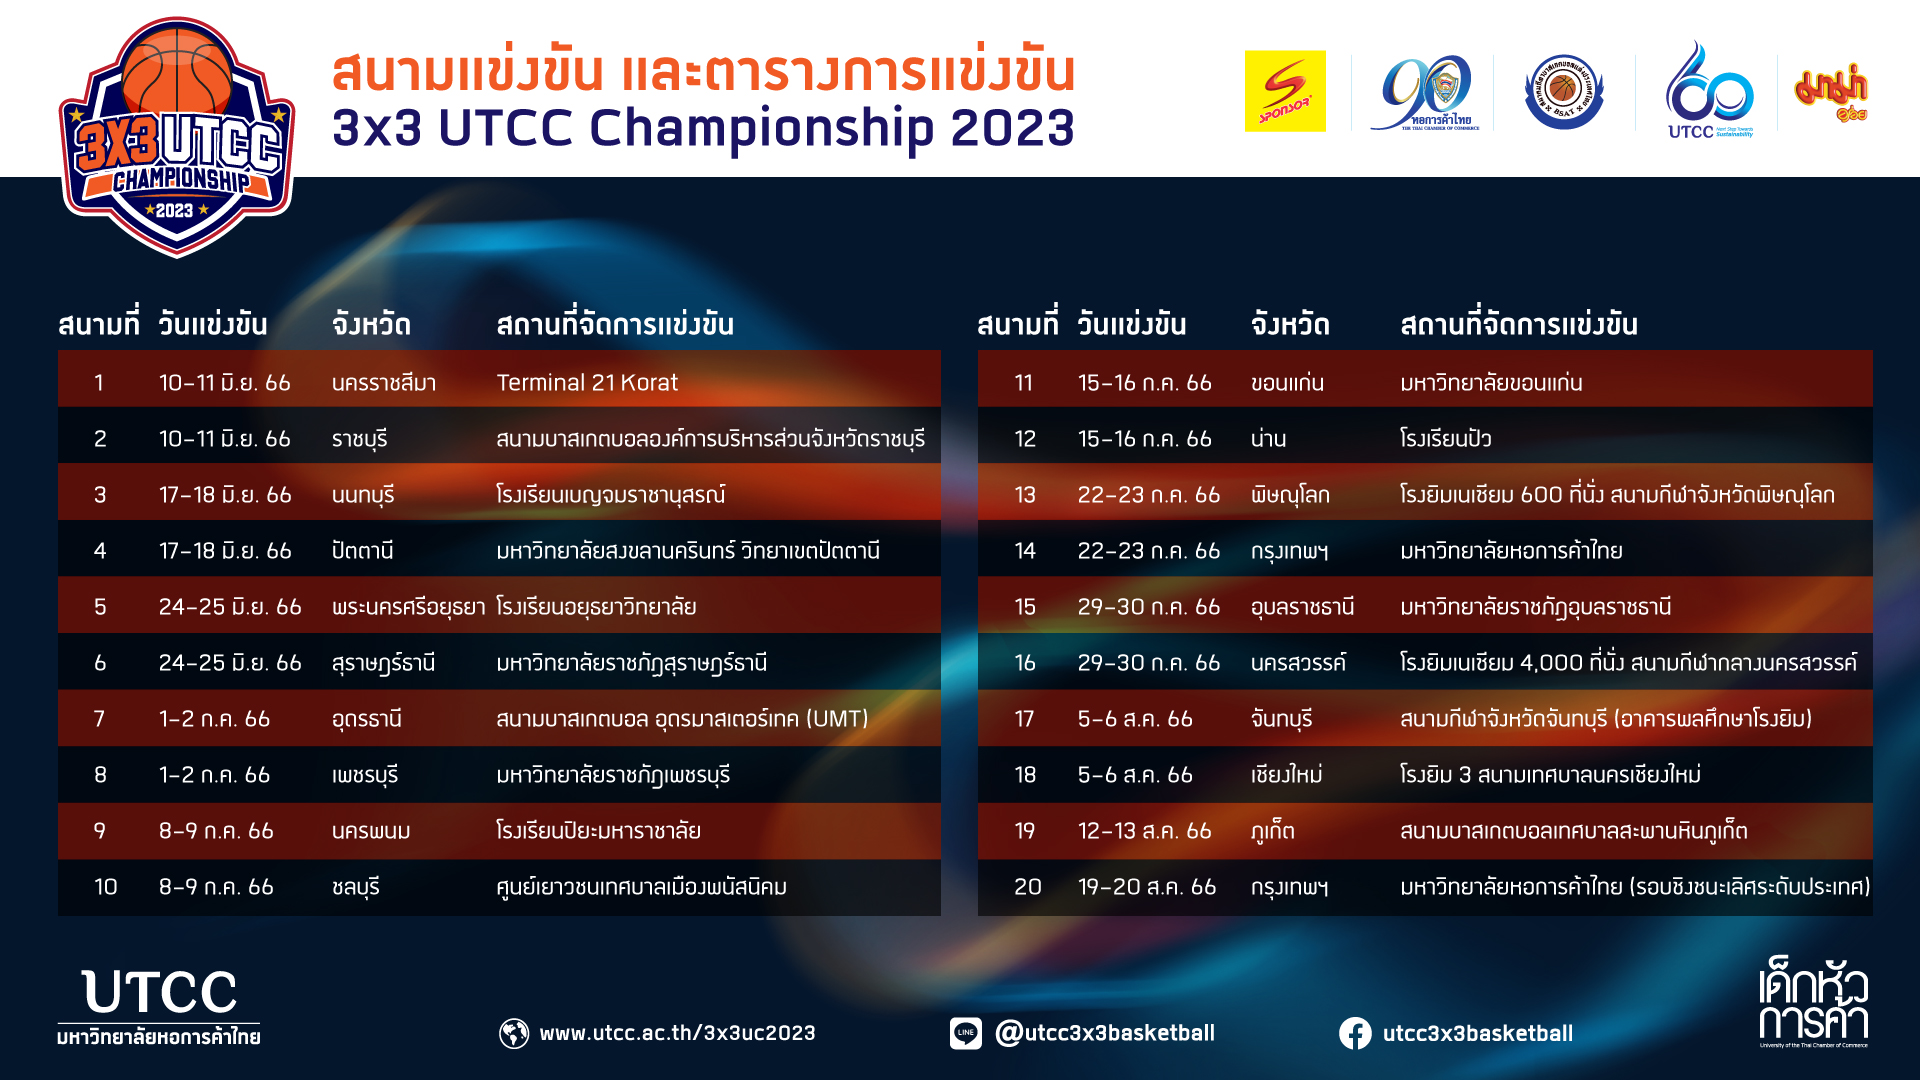 3X3 UTCC
CHAMPIONSHIP
2023
สนามแข่งขัน และตารางการแข่งขัน
3x3 UTCC Championship 2023
SPONSOR
90
หอการค้าไทย
THE THAI CHAMBER OF COMMERCE
BSAT
60
UTCC Next Step Towards Sustainability
มาม่า
อร่อย
สนามที่ วันแข่งขัน จังหวัด สถานที่จัดการแข่งขัน
1 10-11 มิ.ย. 66 นครราชสีมา Terminal 21 Korat
2 10-11 มิ.ย. 66 ราชบุรี สนามบาสเกตบอลองค์การบริหารส่วนจังหวัดราชบุรี
3 17-18 มิ.ย. 66 นนทบุรี โรงเรียนเบญจมราชานุสรณ์
4 17-18 มิ.ย. 66 ปัตตานี มหาวิทยาลัยสงขลานครินทร์ วิทยาเขตปัตตานี
5 24-25 มิ.ย. 66 พระนครศรีอยุธยา โรงเรียนอยุธยาวิทยาลัย
6 24-25 มิ.ย. 66 สุราษฎร์ธานี มหาวิทยาลัยราชภัฏสุราษฎร์ธานี
7 1-2 ก.ค. 66 อุดรธานี สนามบาสเกตบอล อุดรมาสเตอร์เทค (UMT)
8 1-2 ก.ค. 66 เพชรบุรี มหาวิทยาลัยราชภัฏเพชรบุรี
9 8-9 ก.ค. 66 นครพนม โรงเรียนปิยะมหาราชาลัย
10 8-9 ก.ค. 66 ชลบุรี ศูนย์เยาวชนเทศบาลเมืองพนัสนิคม
สนามที่ วันแข่งขัน จังหวัด สถานที่จัดการแข่งขัน
11 15-16 ก.ค. 66 ขอนแก่น มหาวิทยาลัยขอนแก่น
12 15-16 ก.ค. 66 น่าน โรงเรียนปัว
13 22-23 ก.ค. 66 พิษณุโลก โรงยิมเนเซียม 600 ที่นั่ง สนามกีฬาจังหวัดพิษณุโลก
14 22-23 ก.ค. 66 กรุงเทพฯ มหาวิทยาลัยหอการค้าไทย
15 29-30 ก.ค. 66 อุบลราชธานี มหาวิทยาลัยราชภัฏอุบลราชธานี
16 29-30 ก.ค. 66 นครสวรรค์ โรงยิมเนเซียม 4,000 ที่นั่ง สนามกีฬากลางนครสวรรค์
17 5-6 ส.ค. 66 จันทบุรี สนามกีฬาจังหวัดจันทบุรี (อาคารพลศึกษาโรงยิม)
18 5-6 ส.ค. 66 เชียงใหม่ โรงยิม 3 สนามเทศบาลนครเชียงใหม่
19 12-13 ส.ค. 66 ภูเก็ต สนามบาสเกตบอลเทศบาลสะพานหินภูเก็ต
20 19-20 ส.ค. 66 กรุงเทพฯ มหาวิทยาลัยหอการค้าไทย (รอบชิงชนะเลิศระดับประเทศ)
UTCC
มหาวิทยาลัยหอการค้าไทย
www.utcc.ac.th/3x3uc2023
LINE @utcc3x3basketball
utcc3x3basketball
เด็กหัว
การค้า
University of the Thai Chamber of Commerce